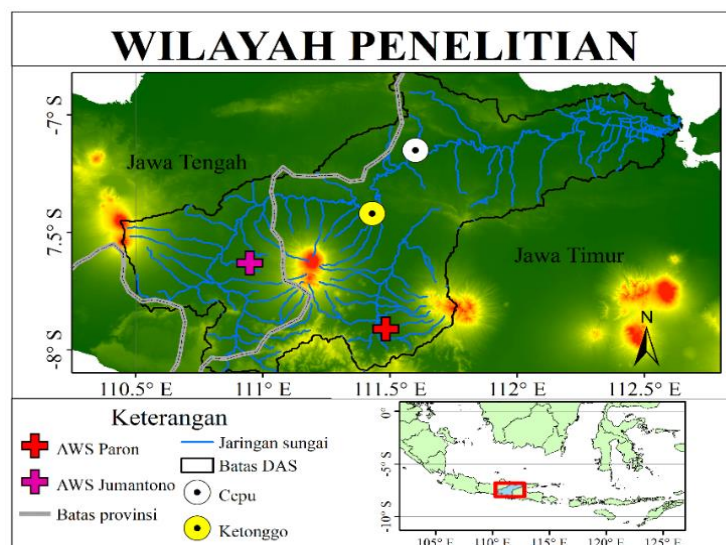 WILAYAH PENELITIAN
-7° S
7.5° S
-8° S
Jawa Tengah
Jawa Timur
N
110.5° E 111° E 111.5° E 112° E 112.5° E
Keterangan
AWS Paron
AWS Jumantono
Batas provinsi
Jaringan sungai
Batas DAS
Cepu
Ketonggo
0°
-5° S
-10° S
105° E 110° E 115° E 120° E 125° E